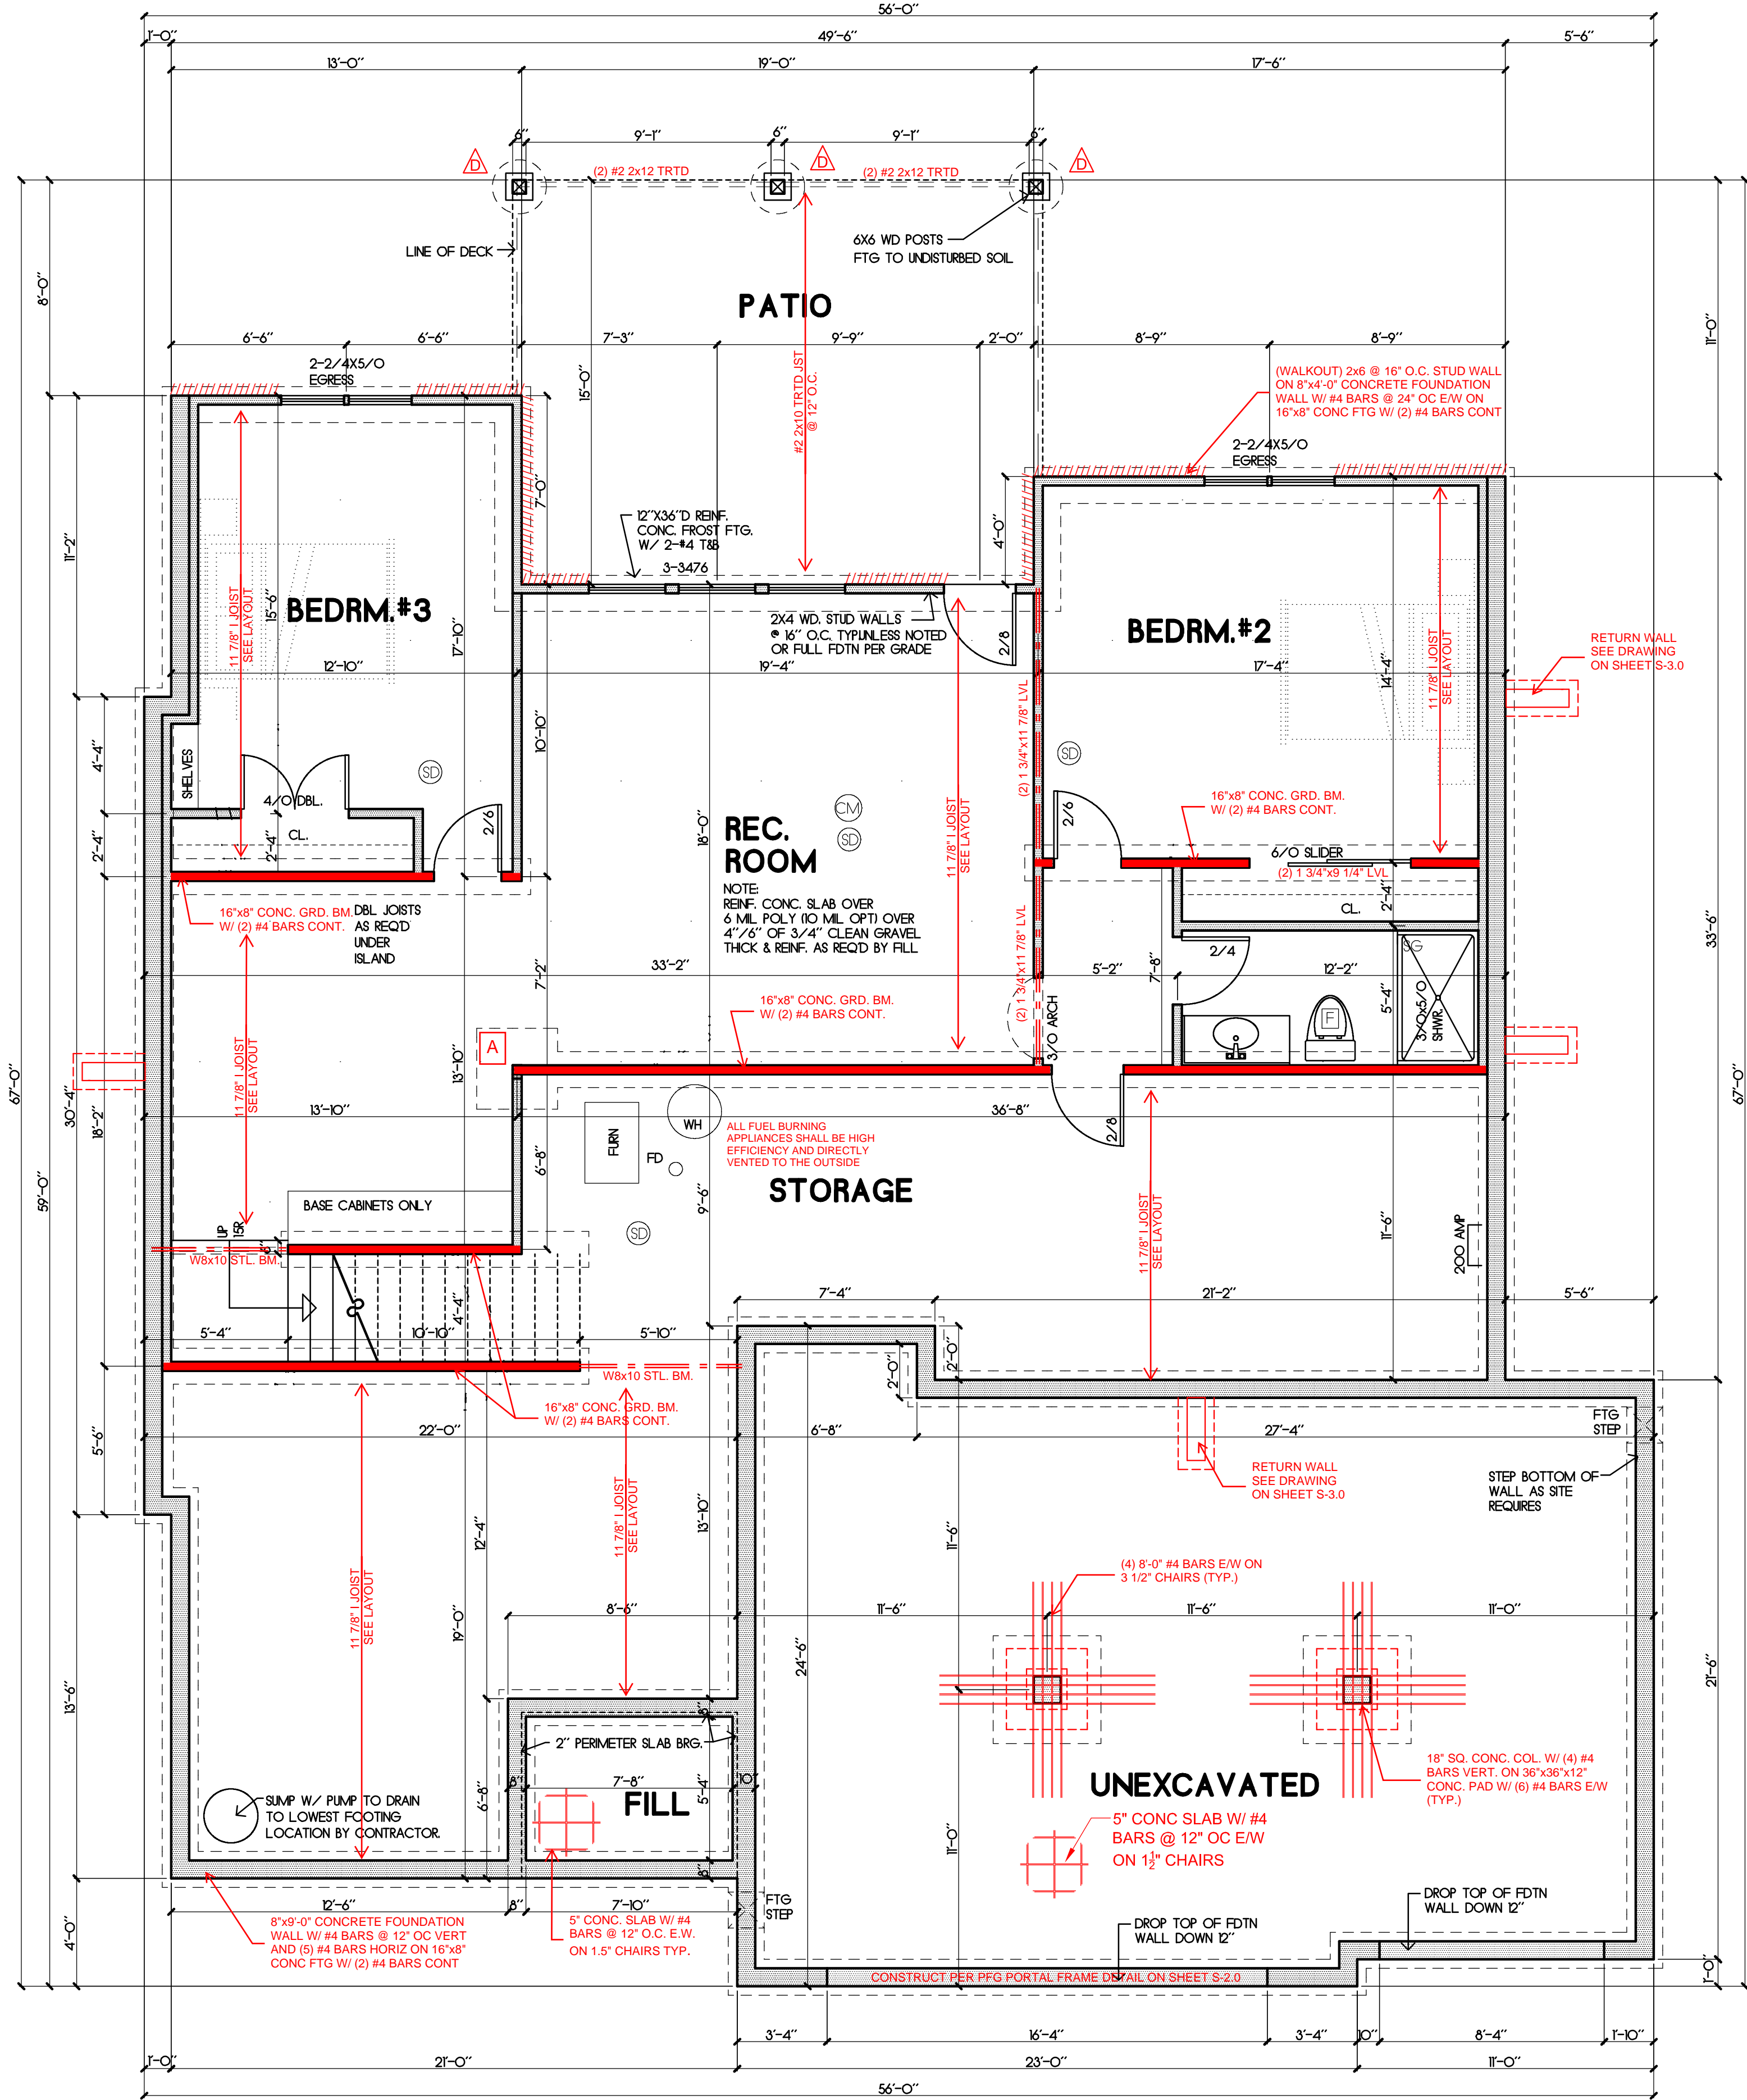 56'-0"
1'-0"
49'-6"
5'-6"
13'-0"
19'-0"
17'-6"
6"
9'-1"
6"
9'-1"
6"
D
(2) #2 2x12 TRTD
D
(2) #2 2x12 TRTD
D
LINE OF DECK
6X6 WD POSTS
FTG TO UNDISTURBED SOIL
8'-0"
PATIO
11'-0"
6'-6"
6'-6"
7'-3"
9'-9"
2'-0"
8'-9"
8'-9"
2-2/4X5/0
EGRESS
15'-0"
#2 2x10 TRTD JST
@ 12" O.C.
(WALKOUT) 2x6 @ 16" O.C. STUD WALL
ON 8"x4'-0" CONCRETE FOUNDATION
WALL W/ #4 BARS @ 24" OC E/W ON
16"x8" CONC FTG W/ (2) #4 BARS CONT
2-2/4X5/0
EGRESS
7'-0"
4'-0"
12"X36"D REINF.
CONC. FROST FTG.
W/ 2-#4 T&B
3-3476
11'-2"
11 7/8" I JOIST
SEE LAYOUT
15'-6"
BEDRM.#3
17'-10"
12'-10"
2X4 WD. STUD WALLS
@ 16" O.C. TYPUNLESS NOTED
OR FULL FDTN PER GRADE
2/8
19'-4"
BEDRM.#2
17'-4"
14'-4"
11 7/8" I JOIST
SEE LAYOUT
RETURN WALL
SEE DRAWING
ON SHEET S-3.0
10'-10"
(2) 1 3/4"x11 7/8" LVL
4'-4"
SHELVES
SD
SD
4/0 DBL.
CL.
2'-4"
2'-4"
2/6
REC.
ROOM
18'-0"
CM
SD
11 7/8" I JOIST
SEE LAYOUT
2/6
16"x8" CONC. GRD. BM.
W/ (2) #4 BARS CONT.
6/0 SLIDER
(2) 1 3/4"x9 1/4" LVL
2'-4"
CL.
NOTE:
REINF. CONC. SLAB OVER
6 MIL POLY (10 MIL OPT) OVER
4"/6" OF 3/4" CLEAN GRAVEL
THICK & REINF. AS REQ'D BY FILL
16"x8" CONC. GRD. BM.
W/ (2) #4 BARS CONT.
DBL JOISTS
AS REQ'D
UNDER
ISLAND
33'-6"
33'-2"
7'-2"
(2) 1 3/4"x11 7/8" LVL
5'-2"
7'-8"
2/4
SG
12'-2"
5'-4"
3/0x5/0
SHWR.
F
3/0 ARCH
16"x8" CONC. GRD. BM.
W/ (2) #4 BARS CONT.
A
67'-0"
59'-0"
30'-4"
18'-2"
67'-0"
11 7/8" I JOIST
SEE LAYOUT
13'-10"
13'-10"
36'-8"
FURN
WH
FD
ALL FUEL BURNING
APPLIANCES SHALL BE HIGH
EFFICIENCY AND DIRECTLY
VENTED TO THE OUTSIDE
2/8
6'-8"
STORAGE
9'-6"
SD
11 7/8" I JOIST
SEE LAYOUT
11'-6"
200 AMP
BASE CABINETS ONLY
UP
15R
W8x10 STL. BM.
4'-4"
5'-4"
10'-10"
5'-10"
7'-4"
21'-2"
5'-6"
2'-0"
2'-0"
W8x10 STL. BM.
16"x8" CONC. GRD. BM.
W/ (2) #4 BARS CONT.
5'-6"
22'-0"
6'-8"
27'-4"
FTG
STEP
RETURN WALL
SEE DRAWING
ON SHEET S-3.0
STEP BOTTOM OF
WALL AS SITE
REQUIRES
11 7/8" I JOIST
SEE LAYOUT
12'-4"
13'-10"
11'-6"
11 7/8" I JOIST
SEE LAYOUT
19'-0"
(4) 8'-0" #4 BARS E/W ON
3 1/2" CHAIRS (TYP.)
8'-6"
11'-6"
11'-6"
11'-0"
24'-6"
21'-6"
13'-6"
8"
2" PERIMETER SLAB BRG.
8"
7'-8"
10"
5'-4"
FILL
6'-8"
8"
UNEXCAVATED
18" SQ. CONC. COL. W/ (4) #4
BARS VERT. ON 36"x36"x12"
CONC. PAD W/ (6) #4 BARS E/W
(TYP.)
SUMP W/ PUMP TO DRAIN
TO LOWEST FOOTING
LOCATION BY CONTRACTOR.
5" CONC SLAB W/ #4
BARS @ 12" OC E/W
ON 1½" CHAIRS
11'-0"
12'-6"
8"
7'-10"
FTG
STEP
4'-0"
8"x9'-0" CONCRETE FOUNDATION
WALL W/ #4 BARS @ 12" OC VERT
AND (5) #4 BARS HORIZ ON 16"x8"
CONC FTG W/ (2) #4 BARS CONT
5" CONC. SLAB W/ #4
BARS @ 12" O.C. E.W.
ON 1.5" CHAIRS TYP.
DROP TOP OF FDTN
WALL DOWN 12"
DROP TOP OF FDTN
WALL DOWN 12"
CONSTRUCT PER PFG PORTAL FRAME DETAIL ON SHEET S-2.0
1'-0"
3'-4"
16'-4"
3'-4"
10"
8'-4"
1'-10"
1'-0"
21'-0"
23'-0"
11'-0"
56'-0"